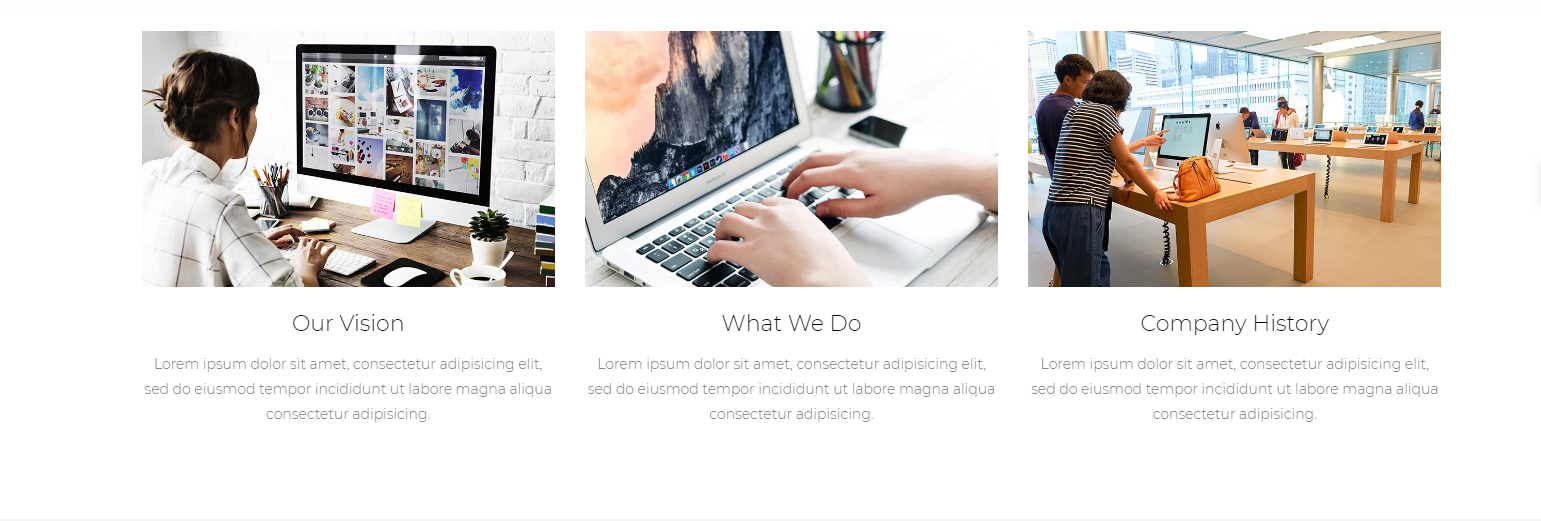 Our Vision
Lorem ipsum dolor sit amet, consectetur adipisicing elit,
sed do eiusmod tempor incididunt ut labore magna aliqua
consectetur adipisicing.
What We Do
Lorem ipsum dolor sit amet, consectetur adipisicing elit,
sed do eiusmod tempor incididunt ut labore magna aliqua
consectetur adipisicing.
Company History
Lorem ipsum dolor sit amet, consectetur adipisicing elit,
sed do eiusmod tempor incididunt ut labore magna aliqua
consectetur adipisicing.